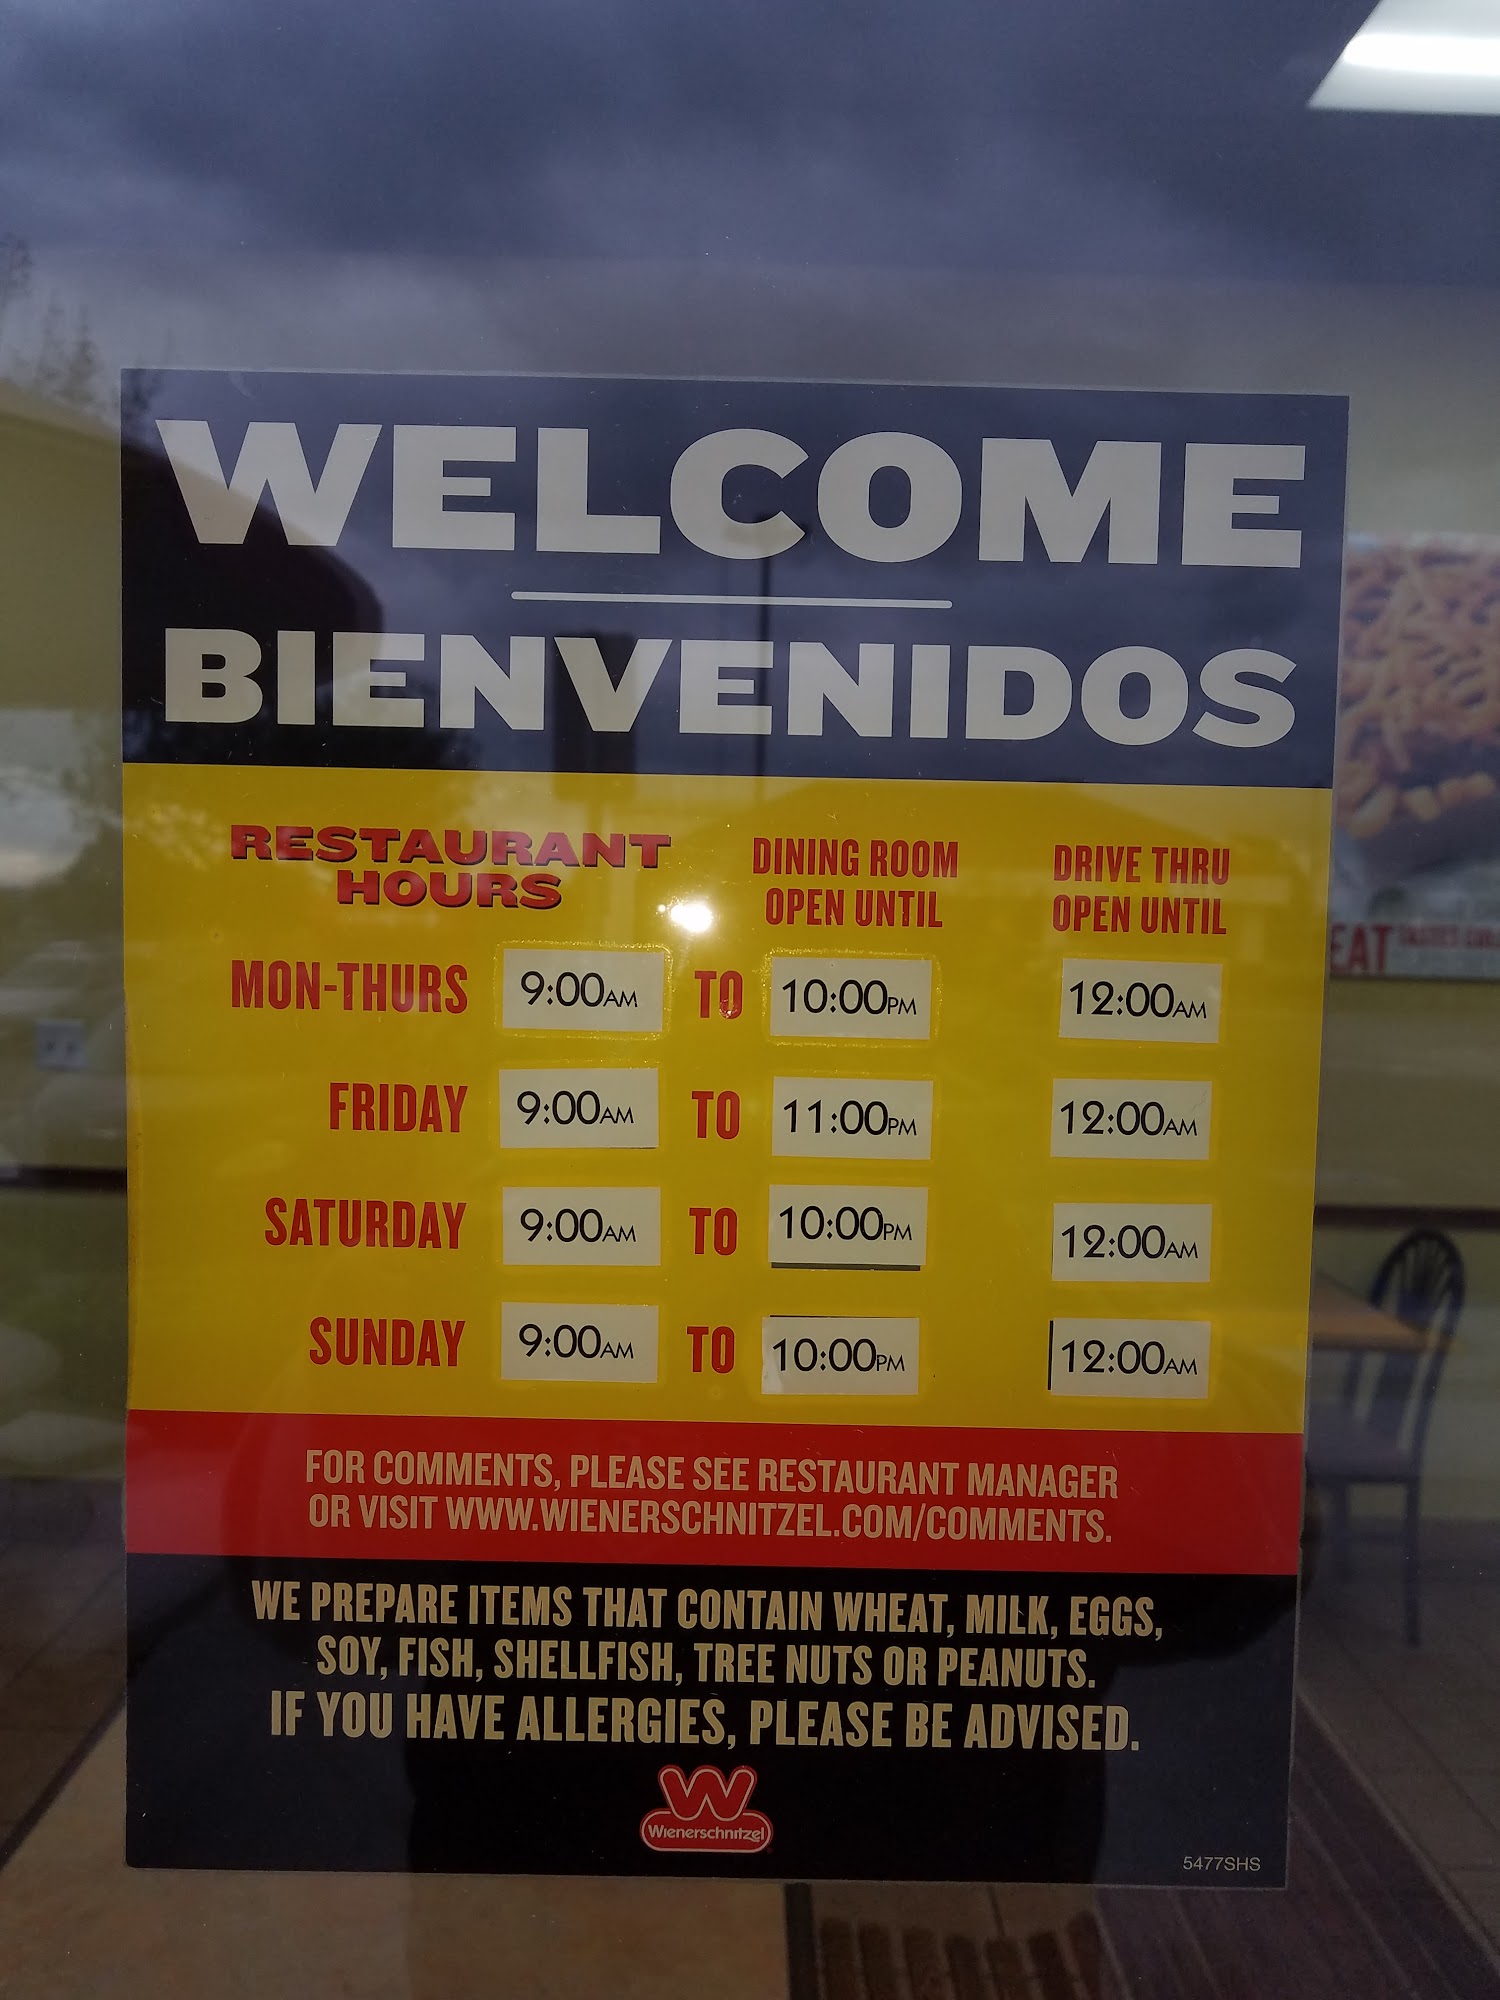 WELCOME
BIENVENIDOS
RESTAURANT
HOURS
DINING ROOM
OPEN UNTIL
DRIVE THRU
OPEN UNTIL
MON-THURS 9:00AM TO 10:00PM 12:00AM
FRIDAY 9:00AM TO 11:00PM 12:00AM
SATURDAY 9:00AM TO 10:00PM 12:00AM
SUNDAY 9:00AM TO 10:00PM 12:00AM
FOR COMMENTS, PLEASE SEE RESTAURANT MANAGER
OR VISIT WWW.WIENERSCHNITZEL.COM/COMMENTS.
WE PREPARE ITEMS THAT CONTAIN WHEAT, MILK, EGGS,
SOY, FISH, SHELLFISH, TREE NUTS OR PEANUTS.
IF YOU HAVE ALLERGIES, PLEASE BE ADVISED.
W
Wienerschnitzel
5477SHS
EAT